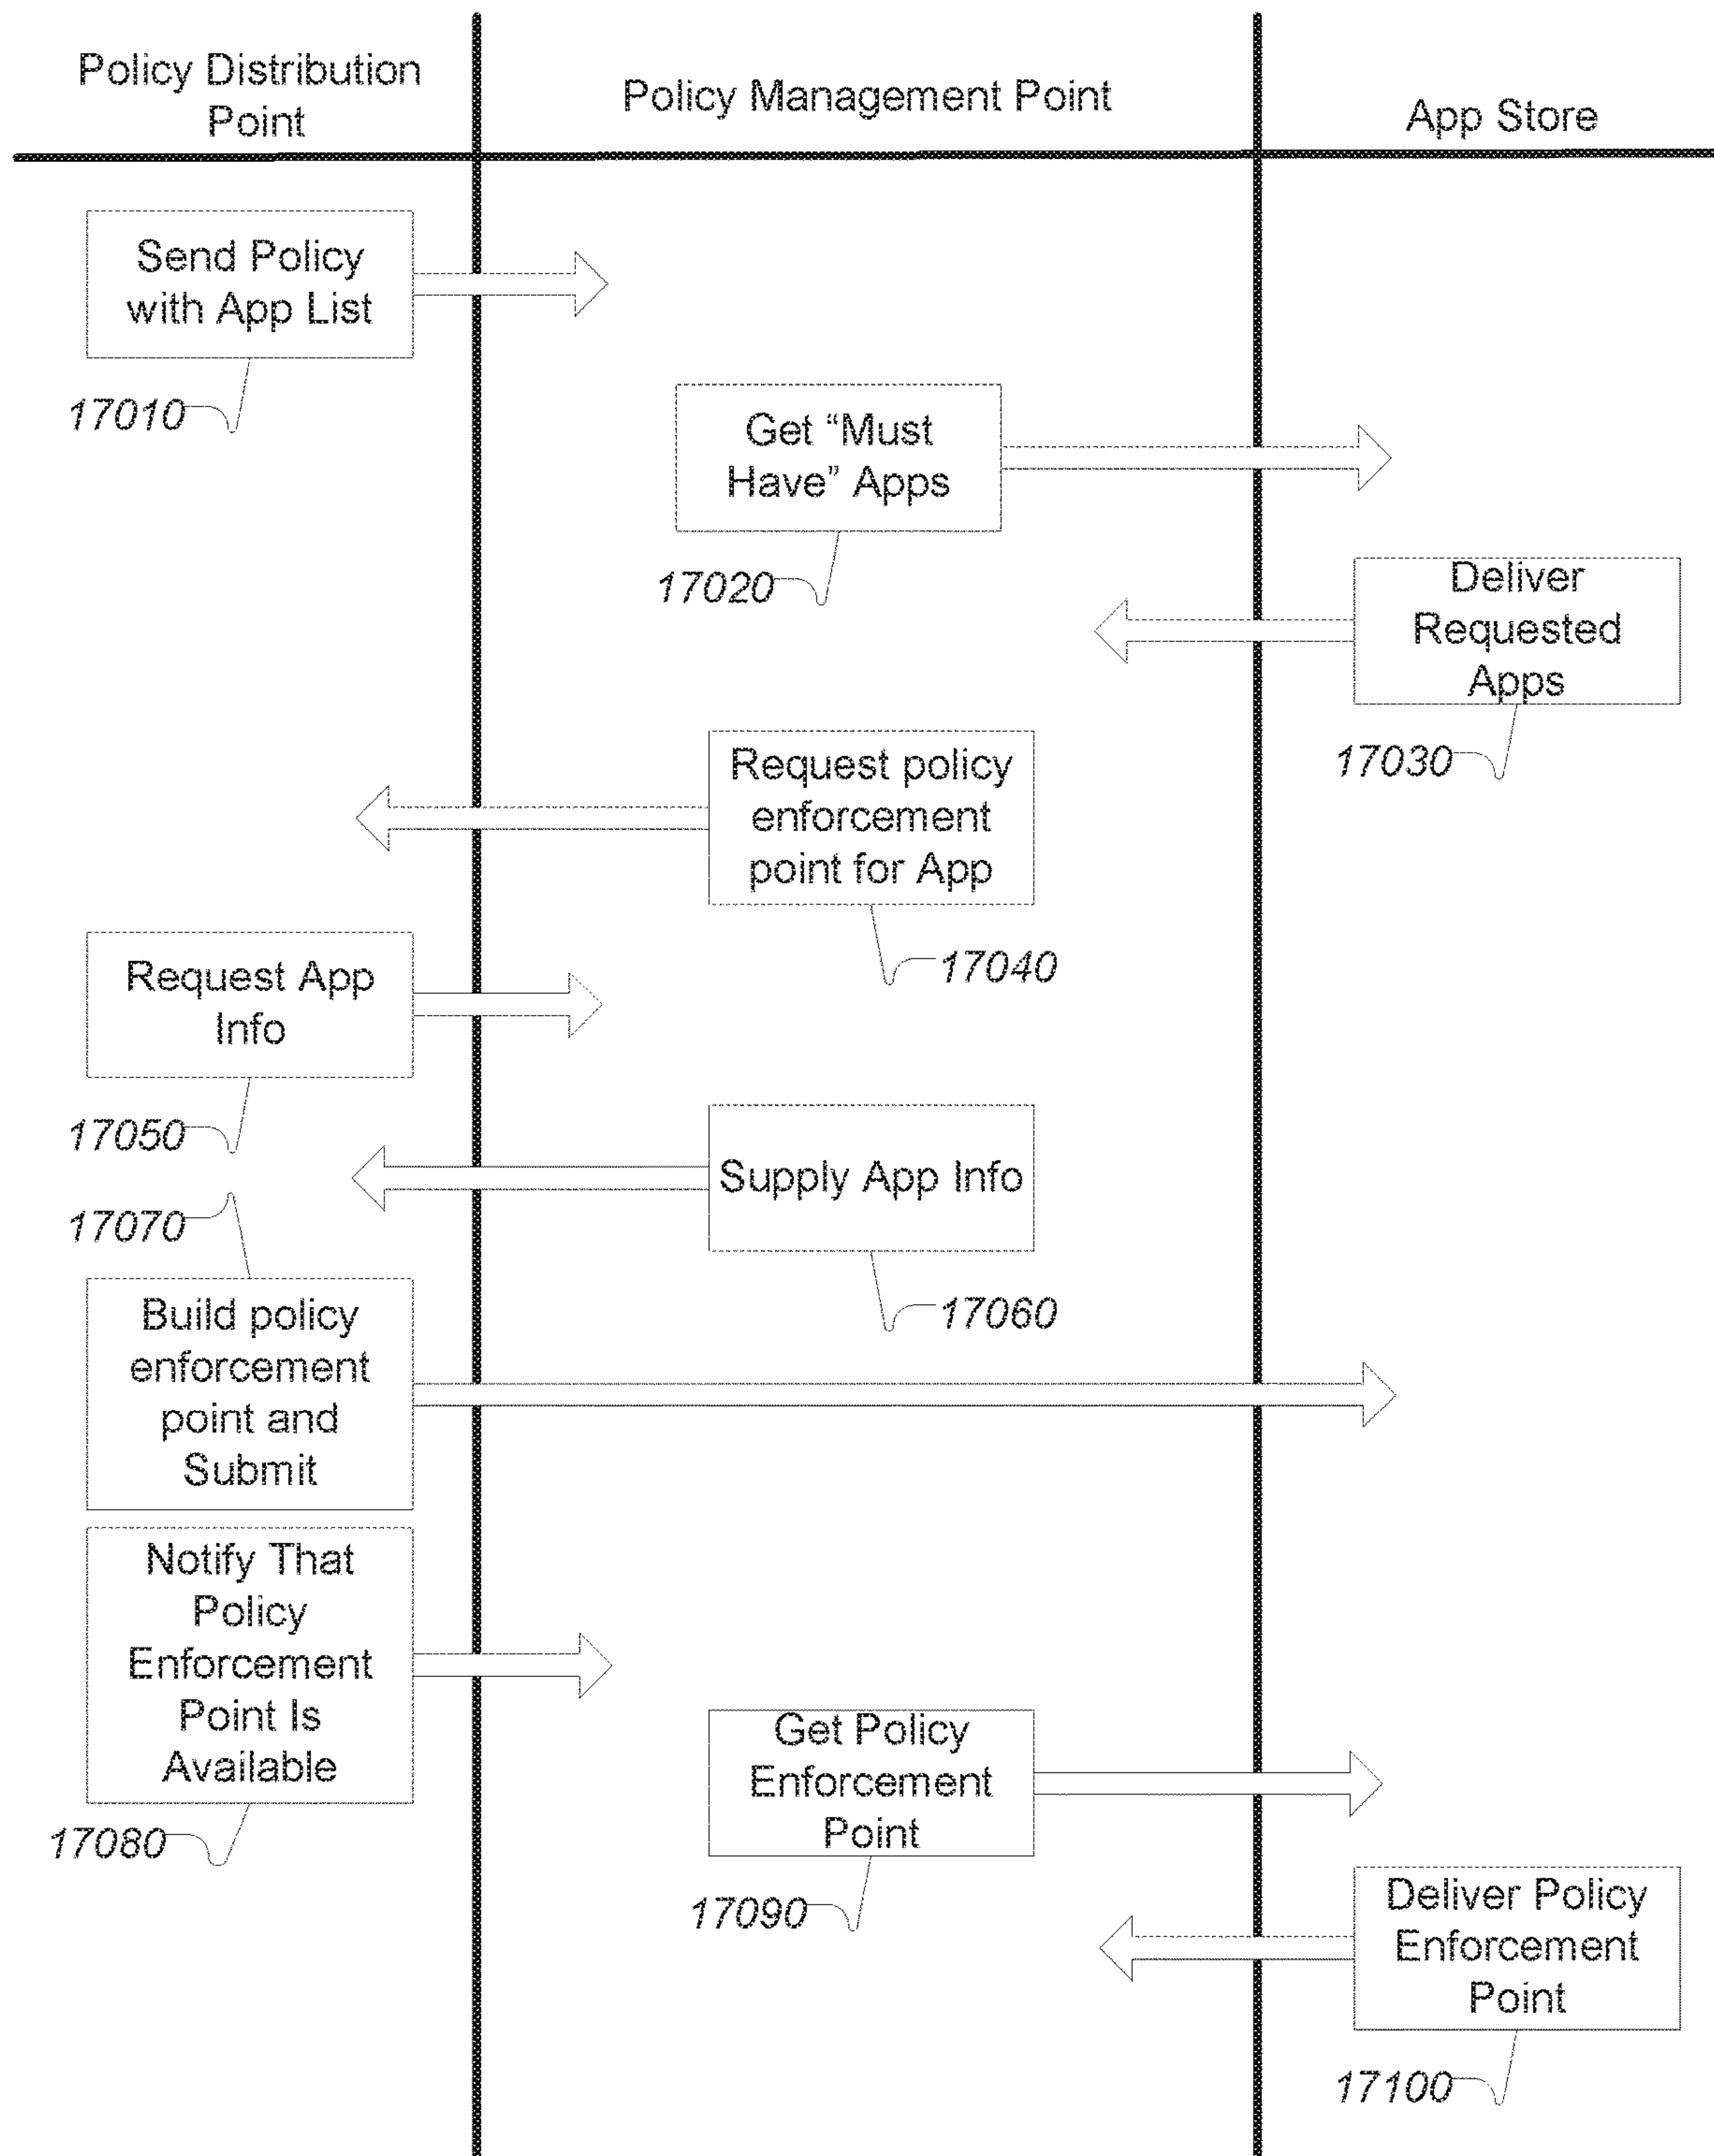 Policy Distribution
Point
Policy Management Point
App Store
Send Policy
with App List
17010
Get “Must
Have” Apps
17020
Deliver
Requested
Apps
17030
Request policy
enforcement
point for App
17040
Request App
Info
17050
Supply App Info
17060
17070
Build policy
enforcement
point and
Submit
Notify That
Policy
Enforcement
Point Is
Available
17080
Get Policy
Enforcement
Point
17090
Deliver Policy
Enforcement
Point
17100